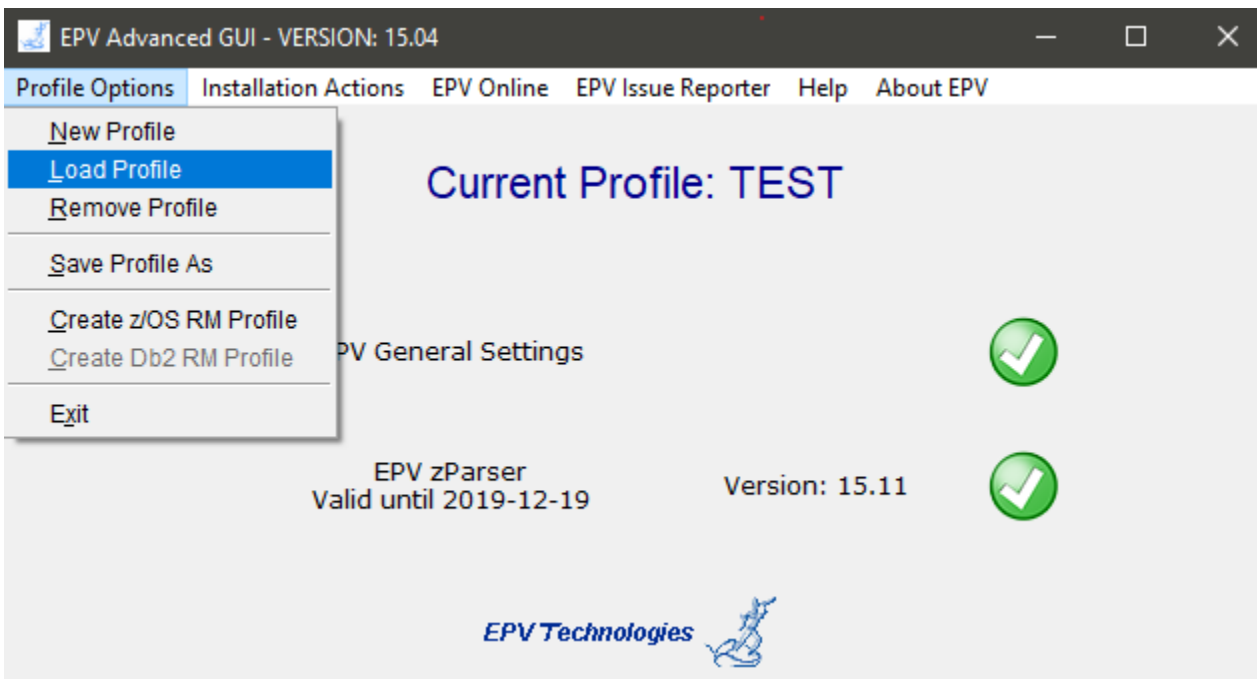 EPV Advanced GUI - VERSION: 15.04
Profile Options Installation Actions EPV Online EPV Issue Reporter Help About EPV
New Profile
Load Profile
Remove Profile
Save Profile As
Create z/OS RM Profile
Create Db2 RM Profile
Exit
Current Profile: TEST
PV General Settings
EPV zParser
Valid until 2019-12-19
Version: 15.11
EPV Technologies